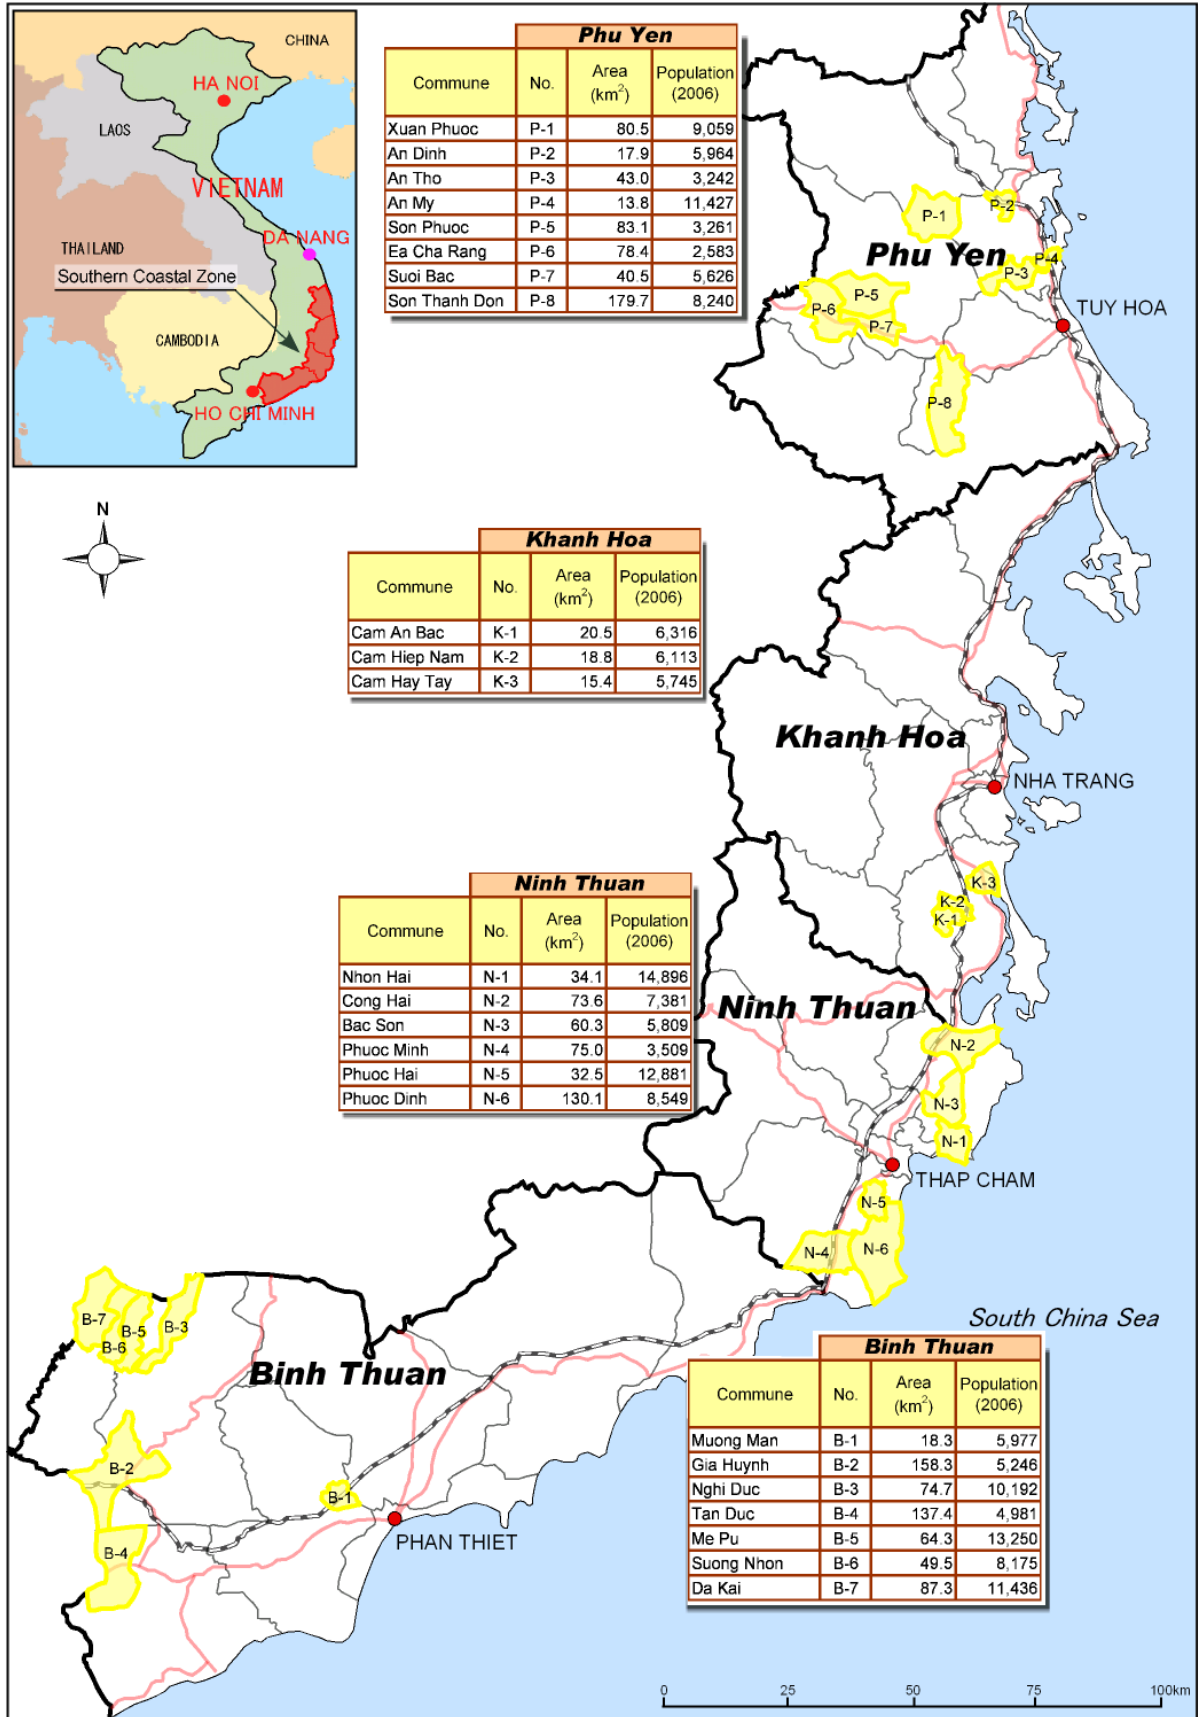 CHINA
HA NOI
LAOS
VIETNAM
DA NANG
THAILAND
Southern Coastal Zone
CAMBODIA
HO CHI MINH
N
Phu Yen
Commune No. Area (km²) Population (2006)
Xuan Phuoc P-1 80.5 9,059
An Dinh P-2 17.9 5,964
An Tho P-3 43.0 3,242
An My P-4 13.8 11,427
Son Phuoc P-5 83.1 3,261
Ea Cha Rang P-6 78.4 2,583
Suoi Bac P-7 40.5 5,626
Son Thanh Don P-8 179.7 8,240
P-1
P-2
Phu Yen
P-4
P-3
P-5
P-6
P-7
TUY HOA
P-8
Khanh Hoa
Commune No. Area (km²) Population (2006)
Cam An Bac K-1 20.5 6,316
Cam Hiep Nam K-2 18.8 6,113
Cam Hay Tay K-3 15.4 5,745
Khanh Hoa
NHA TRANG
K-3
K-2
K-1
Ninh Thuan
Commune No. Area (km²) Population (2006)
Nhon Hai N-1 34.1 14,896
Cong Hai N-2 73.6 7,381
Bac Son N-3 60.3 5,809
Phuoc Minh N-4 75.0 3,509
Phuoc Hai N-5 32.5 12,881
Phuoc Dinh N-6 130.1 8,549
Ninh Thuan
N-2
N-3
N-1
THAP CHAM
N-5
N-4
N-6
South China Sea
B-7
B-5
B-3
B-6
Binh Thuan
B-2
B-1
PHAN THIET
B-4
Binh Thuan
Commune No. Area (km²) Population (2006)
Muong Man B-1 18.3 5,977
Gia Huynh B-2 158.3 5,246
Nghi Duc B-3 74.7 10,192
Tan Duc B-4 137.4 4,981
Me Pu B-5 64.3 13,250
Suong Nhon B-6 49.5 8,175
Da Kai B-7 87.3 11,436
0 25 50 75 100km